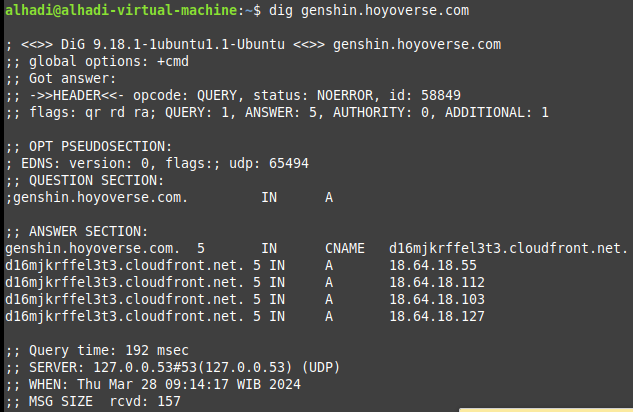 alhadi@alhadi-virtual-machine:~$ dig genshin.hoyoverse.com
; <<>> DiG 9.18.1-1ubuntu1.1-Ubuntu <<>> genshin.hoyoverse.com
;; global options: +cmd
;; Got answer:
;; ->>HEADER<<- opcode: QUERY, status: NOERROR, id: 58849
;; flags: qr rd ra; QUERY: 1, ANSWER: 5, AUTHORITY: 0, ADDITIONAL: 1
;; OPT PSEUDOSECTION:
; EDNS: version: 0, flags:; udp: 65494
;; QUESTION SECTION:
;genshin.hoyoverse.com. IN A
;; ANSWER SECTION:
genshin.hoyoverse.com. 5 IN CNAME d16mjkrffel3t3.cloudfront.net.
d16mjkrffel3t3.cloudfront.net. 5 IN A 18.64.18.55
d16mjkrffel3t3.cloudfront.net. 5 IN A 18.64.18.112
d16mjkrffel3t3.cloudfront.net. 5 IN A 18.64.18.103
d16mjkrffel3t3.cloudfront.net. 5 IN A 18.64.18.127
;; Query time: 192 msec
;; SERVER: 127.0.0.53#53(127.0.0.53) (UDP)
;; WHEN: Thu Mar 28 09:14:17 WIB 2024
;; MSG SIZE rcvd: 157